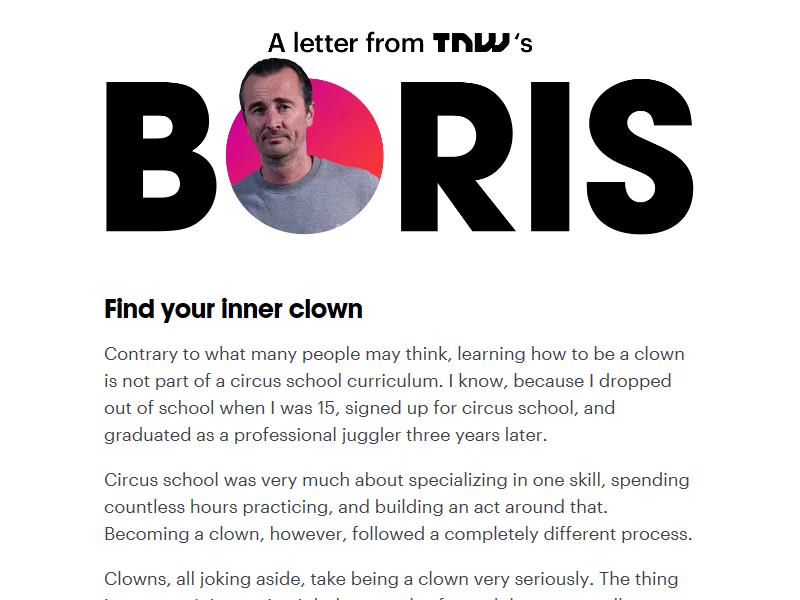 A letter from TNW's
BORIS
Find your inner clown
Contrary to what many people may think, learning how to be a clown
is not part of a circus school curriculum. I know, because I dropped
out of school when I was 15, signed up for circus school, and
graduated as a professional juggler three years later.
Circus school was very much about specializing in one skill, spending
countless hours practicing, and building an act around that.
Becoming a clown, however, followed a completely different process.
Clowns, all joking aside, take being a clown very seriously. The thing